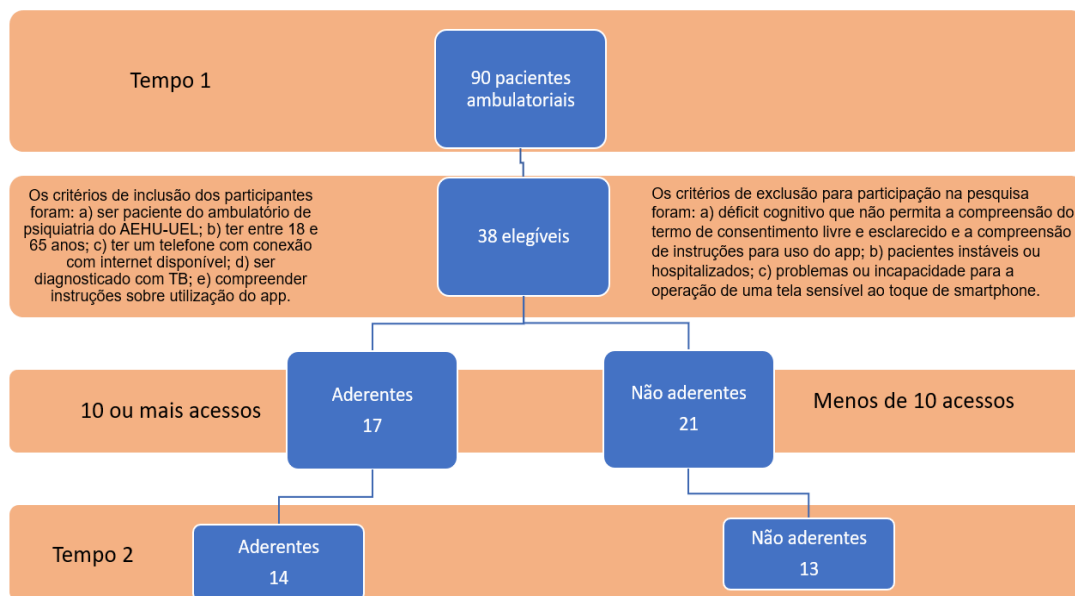 Tempo 1
90 pacientes
ambulatoriais
Os critérios de inclusão dos participantes
foram: a) ser paciente do ambulatório de
psiquiatria do AEHU-UEL; b) ter entre 18 e
65 anos; c) ter um telefone com conexão
com internet disponível; d) ser
diagnosticado com TB; e) compreender
instruções sobre utilização do app.
38 elegíveis
Os critérios de exclusão para participação na pesquisa
foram: a) déficit cognitivo que não permita a compreensão do
termo de consentimento livre e esclarecido e a compreensão
de instruções para uso do app; b) pacientes instáveis ou
hospitalizados; c) problemas ou incapacidade para a
operação de uma tela sensível ao toque de smartphone.
10 ou mais acessos
Aderentes
17
Não aderentes
21
Menos de 10 acessos
Tempo 2
Aderentes
14
Não aderentes
13